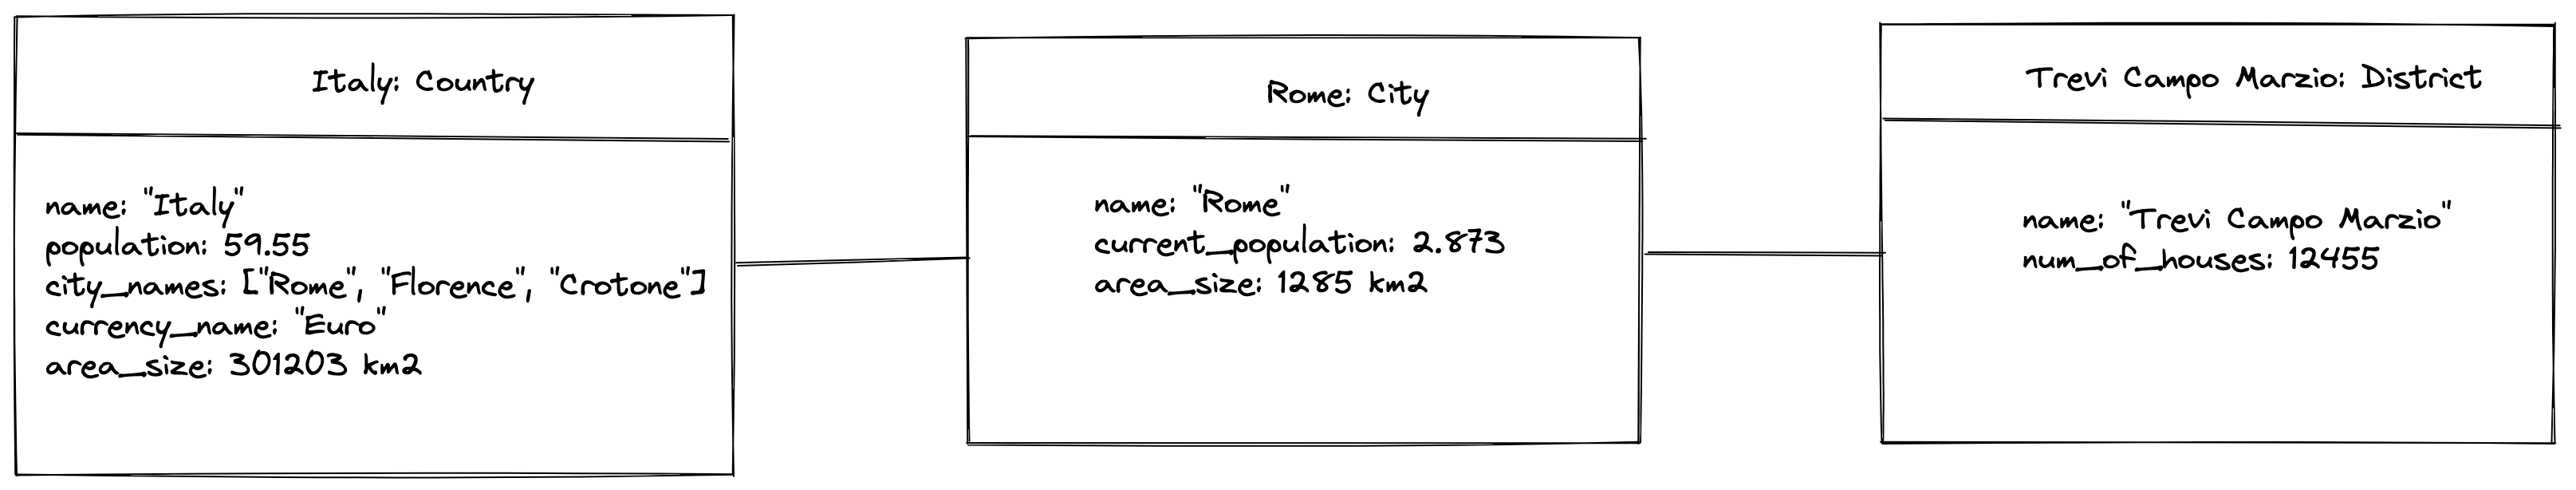 Italy: Country
name: "Italy"
population: 59.55
city_names: ["Rome", "Florence", "Crotone"]
currency_name: "Euro"
area_size: 301203 km2
Rome: City
name: "Rome"
current_population: 2.873
area_size: 1285 km2
Trevi Campo Marzio: District
name: "Trevi Campo Marzio"
num_of_houses: 12455